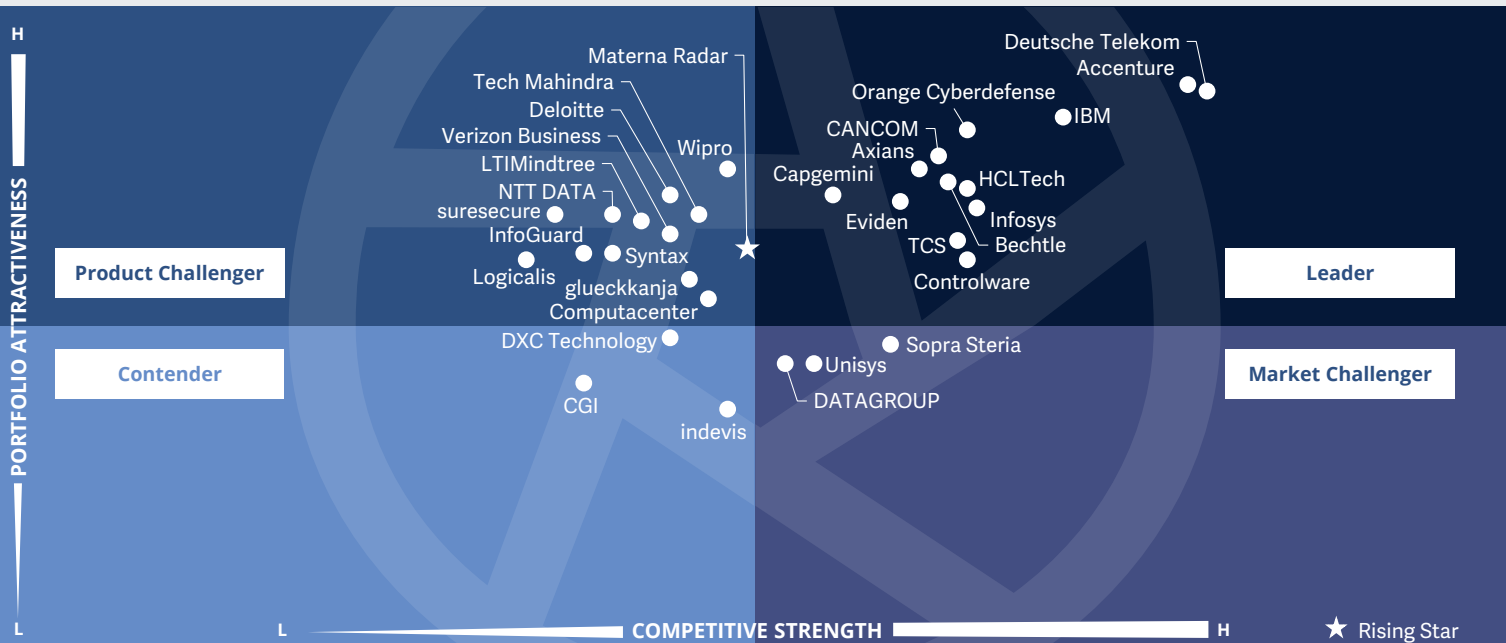 H
Materna Radar
Deutsche Telekom
Accenture
Tech Mahindra
Orange Cyberdefense
Deloitte
IBM
Verizon Business
CANCOM
Wipro
Axians
LTIMindtree
Capgemini
HCLTech
NTT DATA
suresecure
Eviden
Infosys
InfoGuard
TCS
Bechtle
Syntax
Logicalis
Controlware
glueckkanja
Computacenter
Product Challenger
Leader
PORTFOLIO ATTRACTIVENESS
DXC Technology
Sopra Steria
Unisys
Contender
Market Challenger
DATAGROUP
CGI
indevis
L
L
COMPETITIVE STRENGTH
H
Rising Star